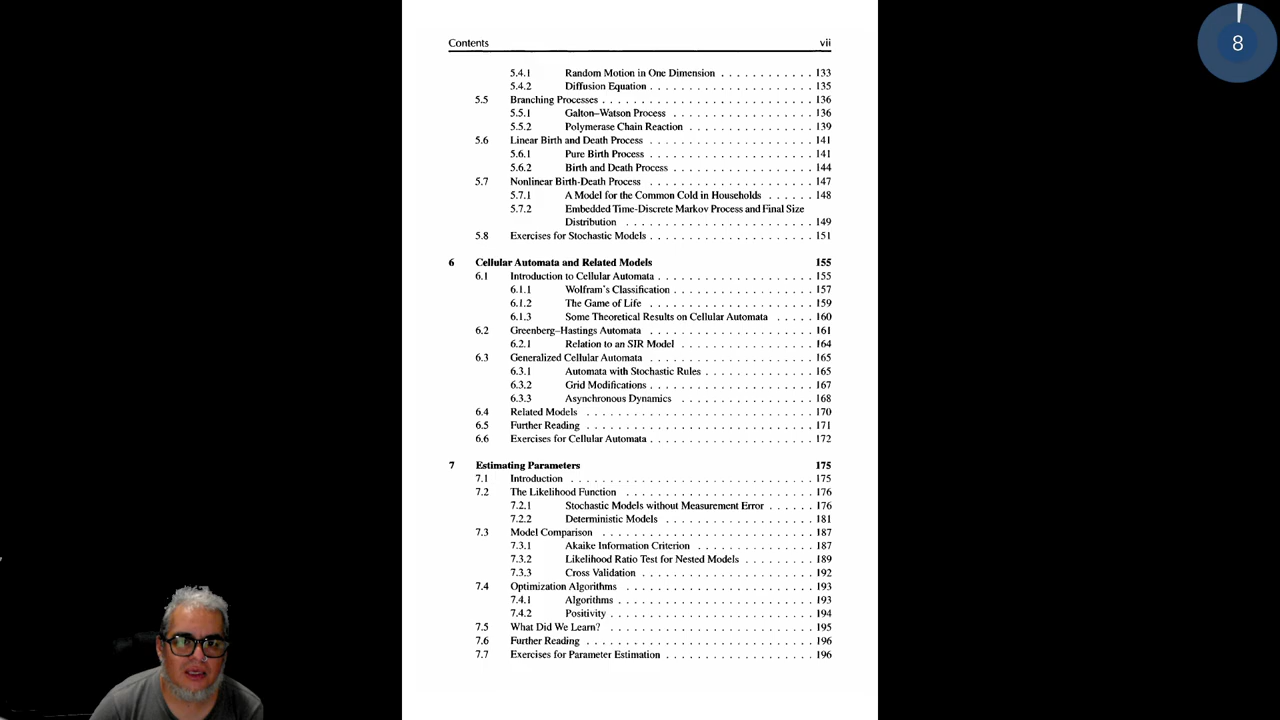 8
Contents vii
5.4.1 Random Motion in One Dimension . . . . . . . . . . . . 133
5.4.2 Diffusion Equation . . . . . . . . . . . . . . . . . . . . . 135
5.5 Branching Processes . . . . . . . . . . . . . . . . . . . . . . . . . 136
5.5.1 Galton–Watson Process . . . . . . . . . . . . . . . . . . 136
5.5.2 Polymerase Chain Reaction . . . . . . . . . . . . . . . . 139
5.6 Linear Birth and Death Process . . . . . . . . . . . . . . . . . . . . 141
5.6.1 Pure Birth Process . . . . . . . . . . . . . . . . . . . . . 141
5.6.2 Birth and Death Process . . . . . . . . . . . . . . . . . . 144
5.7 Nonlinear Birth-Death Process . . . . . . . . . . . . . . . . . . . . 147
5.7.1 A Model for the Common Cold in Households . . . . . . 148
5.7.2 Embedded Time-Discrete Markov Process and Final Size
Distribution . . . . . . . . . . . . . . . . . . . . . . . . 149
5.8 Exercises for Stochastic Models . . . . . . . . . . . . . . . . . . . . 151
6 Cellular Automata and Related Models 155
6.1 Introduction to Cellular Automata . . . . . . . . . . . . . . . . . . . 155
6.1.1 Wolfram's Classification . . . . . . . . . . . . . . . . . . 157
6.1.2 The Game of Life . . . . . . . . . . . . . . . . . . . . . 159
6.1.3 Some Theoretical Results on Cellular Automata . . . . . 160
6.2 Greenberg–Hastings Automata . . . . . . . . . . . . . . . . . . . . 161
6.2.1 Relation to an SIR Model . . . . . . . . . . . . . . . . . 164
6.3 Generalized Cellular Automata . . . . . . . . . . . . . . . . . . . . 165
6.3.1 Automata with Stochastic Rules . . . . . . . . . . . . . . 165
6.3.2 Grid Modifications . . . . . . . . . . . . . . . . . . . . . 167
6.3.3 Asynchronous Dynamics . . . . . . . . . . . . . . . . . 168
6.4 Related Models . . . . . . . . . . . . . . . . . . . . . . . . . . . . 170
6.5 Further Reading . . . . . . . . . . . . . . . . . . . . . . . . . . . . 171
6.6 Exercises for Cellular Automata . . . . . . . . . . . . . . . . . . . . 172
7 Estimating Parameters 175
7.1 Introduction . . . . . . . . . . . . . . . . . . . . . . . . . . . . . 175
7.2 The Likelihood Function . . . . . . . . . . . . . . . . . . . . . . . 176
7.2.1 Stochastic Models without Measurement Error . . . . . . 176
7.2.2 Deterministic Models . . . . . . . . . . . . . . . . . . . 181
7.3 Model Comparison . . . . . . . . . . . . . . . . . . . . . . . . . . 187
7.3.1 Akaike Information Criterion . . . . . . . . . . . . . . . 187
7.3.2 Likelihood Ratio Test for Nested Models . . . . . . . . . 189
7.3.3 Cross Validation . . . . . . . . . . . . . . . . . . . . . . 192
7.4 Optimization Algorithms . . . . . . . . . . . . . . . . . . . . . . . 193
7.4.1 Algorithms . . . . . . . . . . . . . . . . . . . . . . . . . 193
7.4.2 Positivity . . . . . . . . . . . . . . . . . . . . . . . . . . 194
7.5 What Did We Learn? . . . . . . . . . . . . . . . . . . . . . . . . . 195
7.6 Further Reading . . . . . . . . . . . . . . . . . . . . . . . . . . . . 196
7.7 Exercises for Parameter Estimation . . . . . . . . . . . . . . . . . . 196